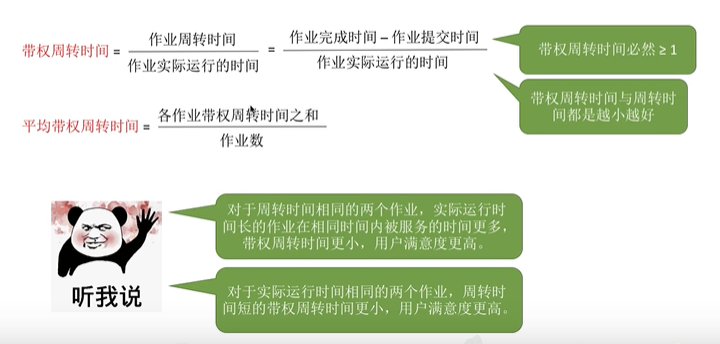 带权周转时间 = 作业周转时间 / 作业实际运行的时间 = 作业完成时间 – 作业提交时间 / 作业实际运行的时间
带权周转时间必然 ≥ 1
带权周转时间与周转时
间都是越小越好
平均带权周转时间 = 各作业带权周转时间之和 / 作业数
对于周转时间相同的两个作业，实际运行时
间长的作业在相同时间内被服务的时间更多，
带权周转时间更小，用户满意度更高。
听我说
对于实际运行时间相同的两个作业，周转时
间短的带权周转时间更小，用户满意度更高。